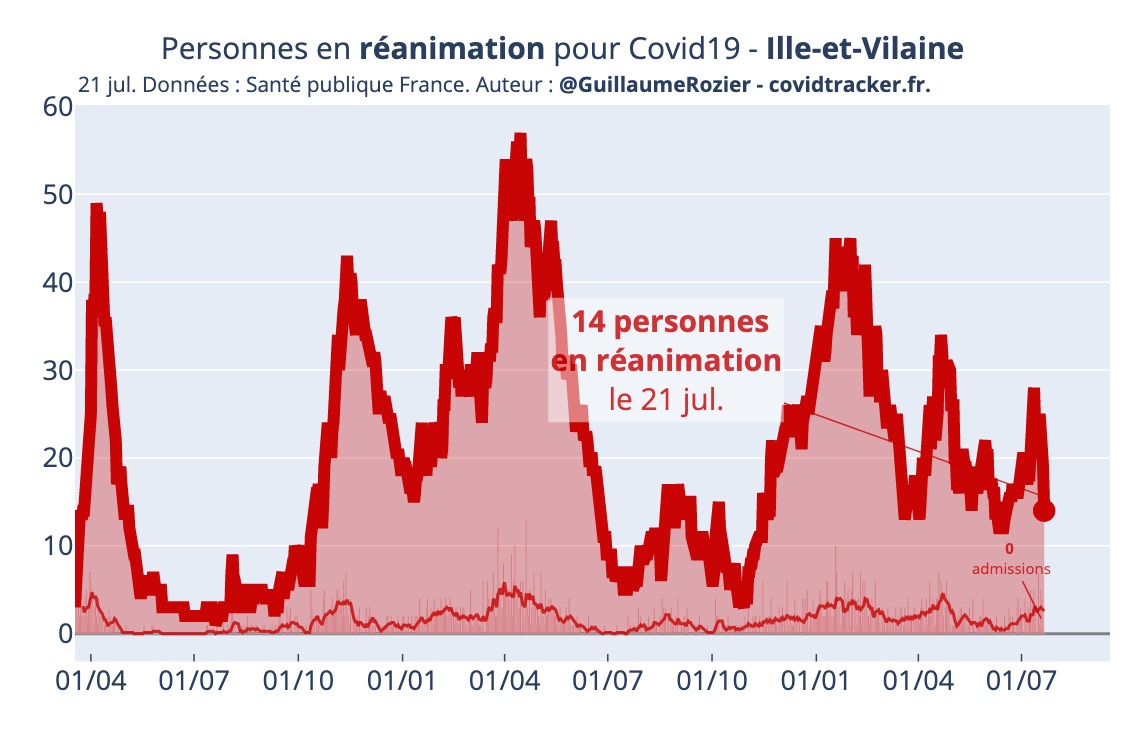 Personnes en réanimation pour Covid19 - Ille-et-Vilaine
21 jul. Données : Santé publique France. Auteur : @GuillaumeRozier - covidtracker.fr.
60
50
40
30
20
10
0
14 personnes
en réanimation
le 21 jul.
0
admissions
01/04 01/07 01/10 01/01 01/04 01/07 01/10 01/01 01/04 01/07